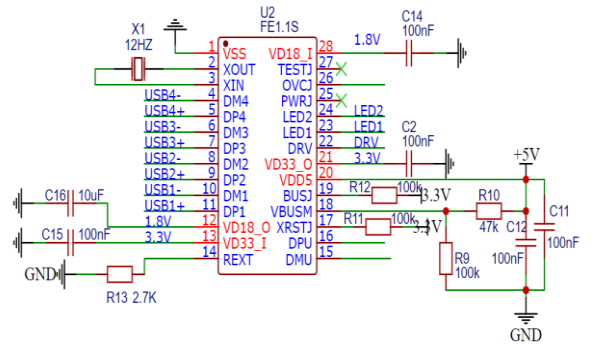 U2
FE1.1S
X1
12HZ
C14
100nF
1.8V
1 VSS VD18_I 28
2 XOUT TESTJ 27
3 XIN OVCJ 26
USB4- 4 DM4 PWRJ 25
USB4+ 5 DP4 LED2 24 LED2
USB3- 6 DM3 LED1 23 LED1
USB3+ 7 DP3 DRV 22 DRV
USB2- 8 DM2 VD33_O 21 3.3V
USB2+ 9 DP2 VDD5 20
USB1- 10 DM1 BUSJ 19
USB1+ 11 DP1 VBUSM 18
1.8V 12 VD18_O XRSTJ 17
3.3V 13 VD33_I DPU 16
14 REXT DMU 15
C2
100nF
+5V
R12 100k 3.3V
R11 100k 3.3V
R10
47k
C11
100nF
C12
100nF
R9
100k
C16 10uF
C15 100nF
GND
R13 2.7K
GND